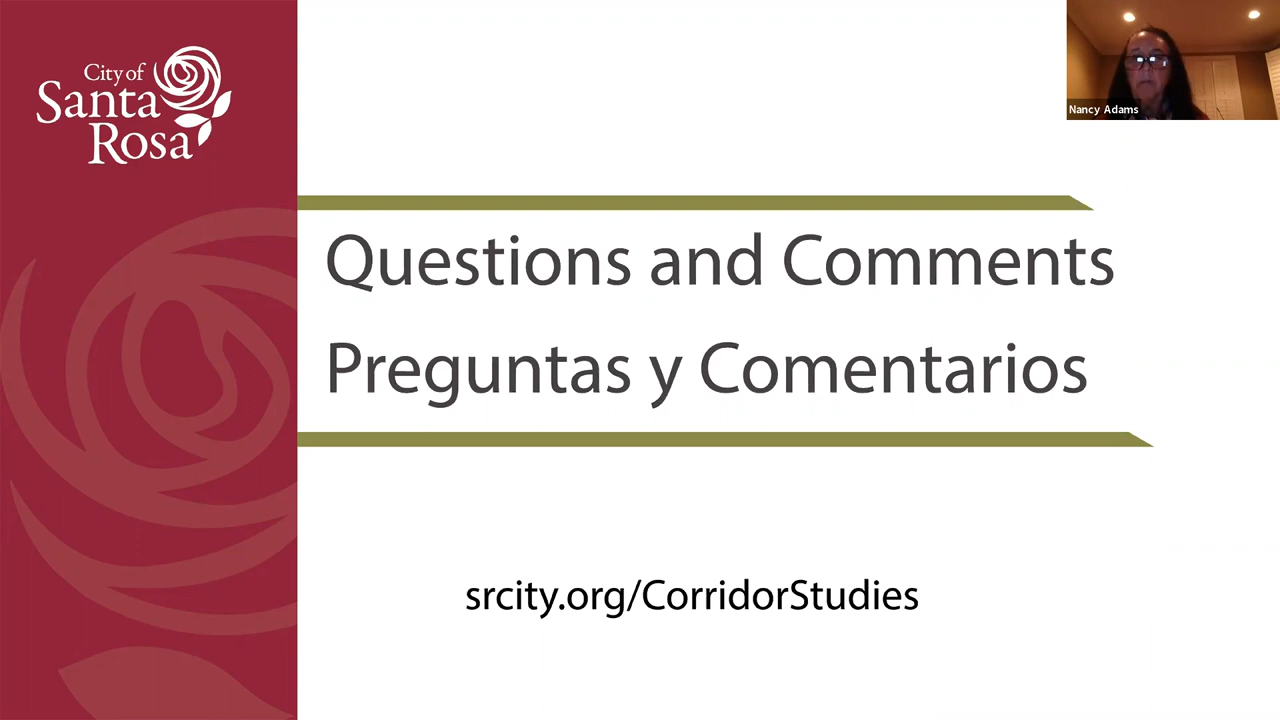 City of
Santa
Rosa
Nancy Adams
Questions and Comments
Preguntas y Comentarios
srcity.org/CorridorStudies